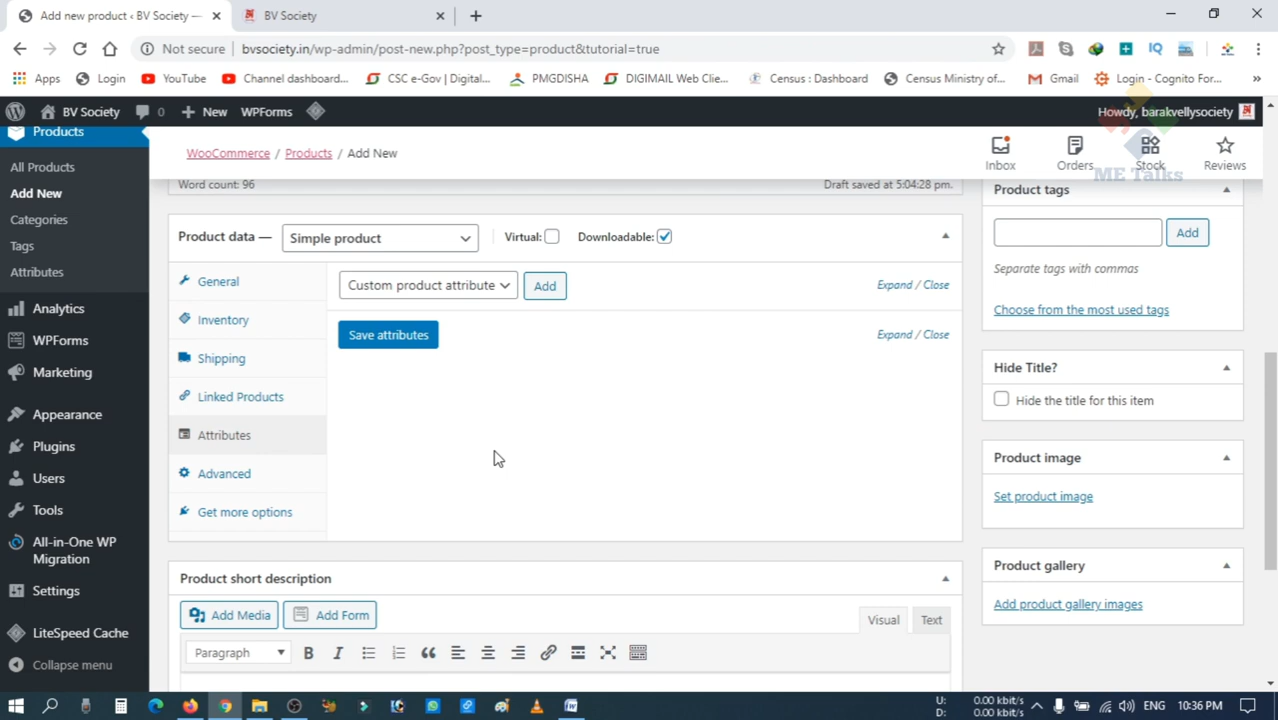 Add new product ‹ BV Society —
BV Society
Not secure
bvsociety.in/wp-admin/post-new.php?post_type=product&tutorial=true
Apps
Login
YouTube
Channel dashboard...
CSC e-Gov | Digital...
PMGDISHA
DIGIMAIL Web Clie...
Census : Dashboard
Census Ministry of...
Gmail
Login - Cognito For...
»
BV Society
0
New
WPForms
Howdy, barakvellysociety
Products
All Products
Add New
Categories
Tags
Attributes
Analytics
WPForms
Marketing
Appearance
Plugins
Users
Tools
All-in-One WP
Migration
Settings
LiteSpeed Cache
Collapse menu
WooCommerce / Products / Add New
Inbox
Orders
Stock
Reviews
ME Talks
Word count: 96
Draft saved at 5:04:28 pm.
Product data —
Simple product
Virtual:
Downloadable:
General
Inventory
Shipping
Linked Products
Attributes
Advanced
Get more options
Custom product attribute
Add
Expand / Close
Save attributes
Expand / Close
Product short description
Add Media
Add Form
Visual
Text
Paragraph
B
I
Product tags
Add
Separate tags with commas
Choose from the most used tags
Hide Title?
Hide the title for this item
Product image
Set product image
Product gallery
Add product gallery images
U: 0.00 kbit/s
D: 0.00 kbit/s
ENG
10:36 PM